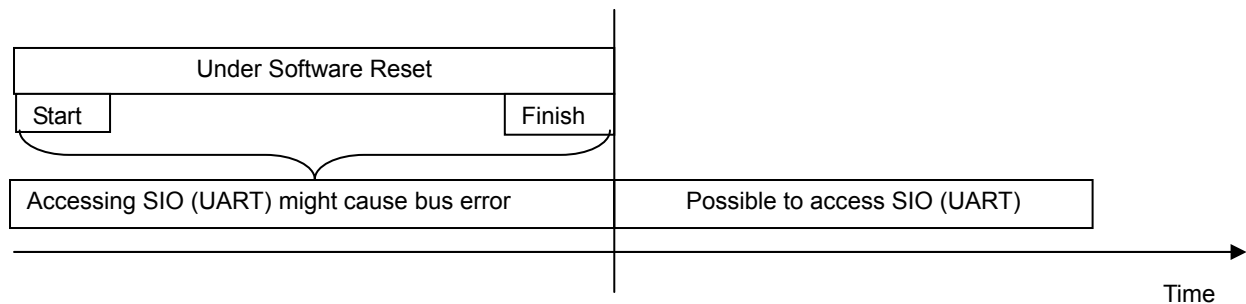 Under Software Reset
Start
Finish
Accessing SIO (UART) might cause bus error
Possible to access SIO (UART)
Time